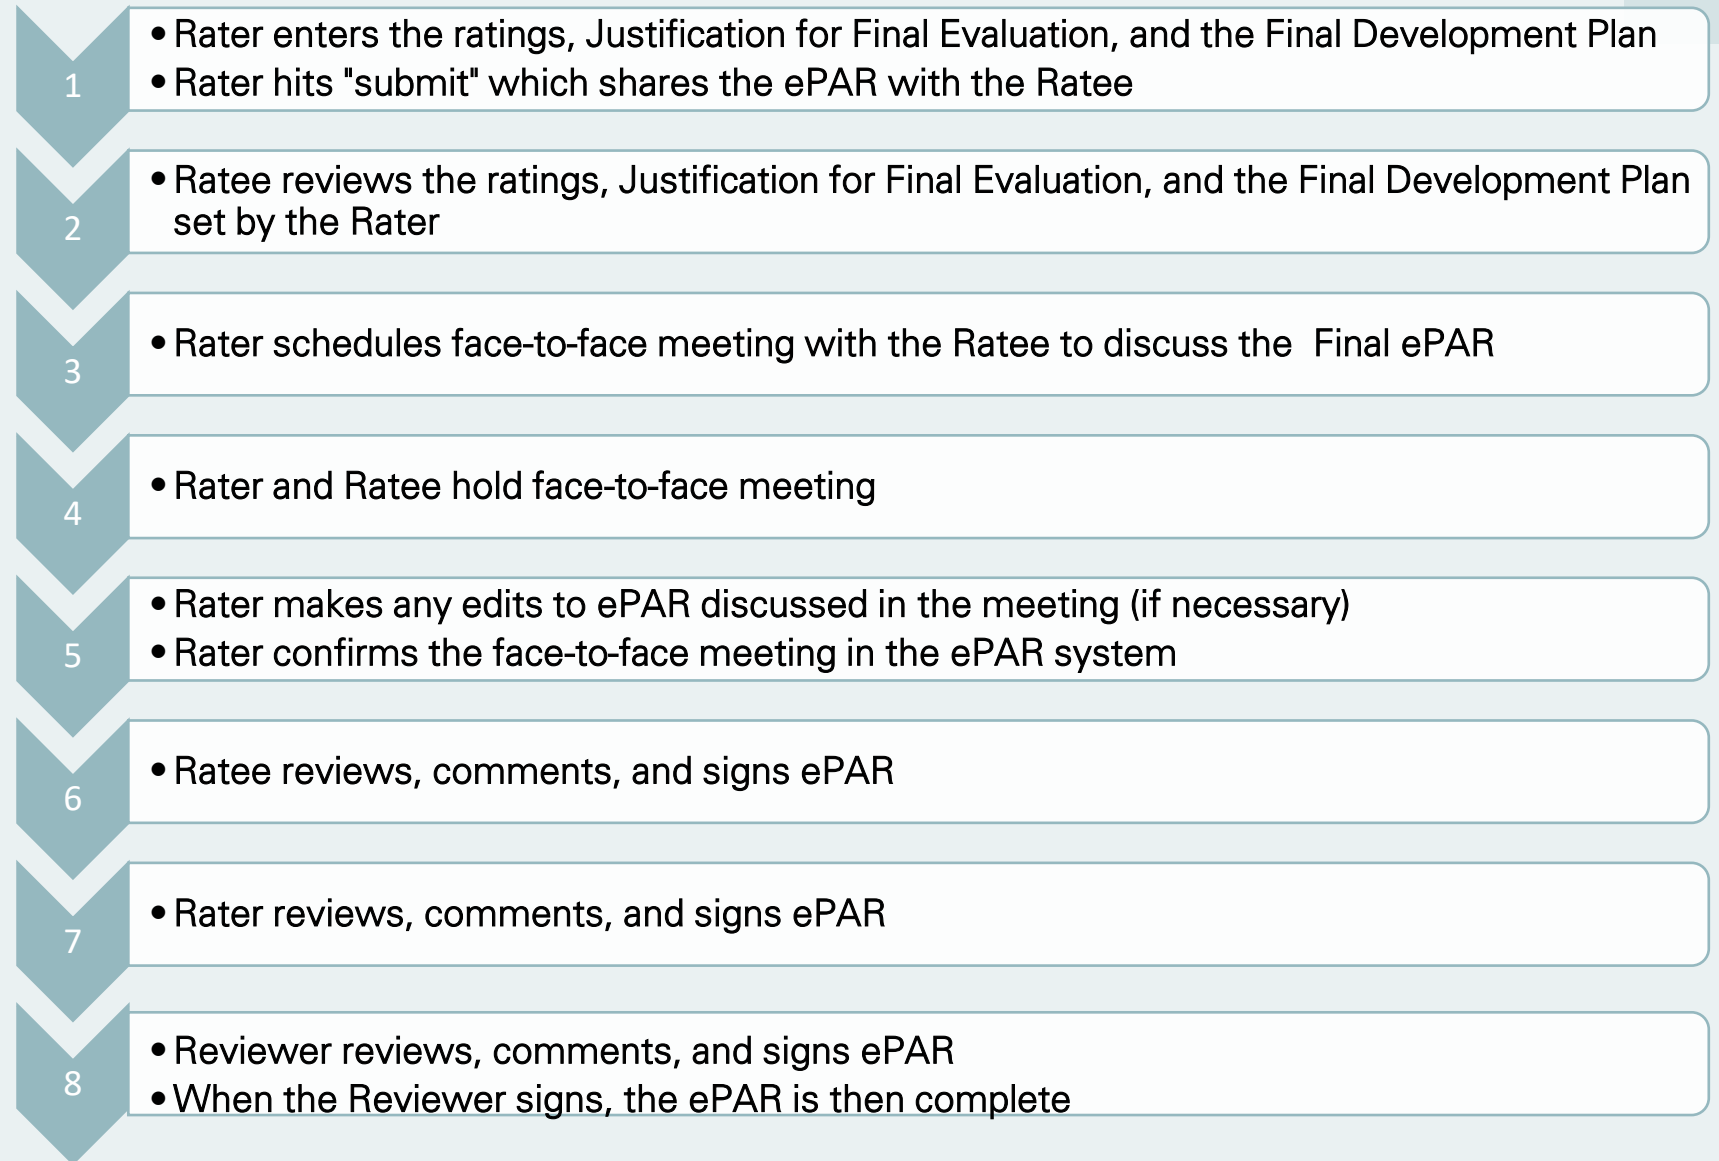 1
• Rater enters the ratings, Justification for Final Evaluation, and the Final Development Plan
• Rater hits "submit" which shares the ePAR with the Ratee
2
• Ratee reviews the ratings, Justification for Final Evaluation, and the Final Development Plan
set by the Rater
3
• Rater schedules face-to-face meeting with the Ratee to discuss the  Final ePAR
4
• Rater and Ratee hold face-to-face meeting
5
• Rater makes any edits to ePAR discussed in the meeting (if necessary)
• Rater confirms the face-to-face meeting in the ePAR system
6
• Ratee reviews, comments, and signs ePAR
7
• Rater reviews, comments, and signs ePAR
8
• Reviewer reviews, comments, and signs ePAR
• When the Reviewer signs, the ePAR is then complete